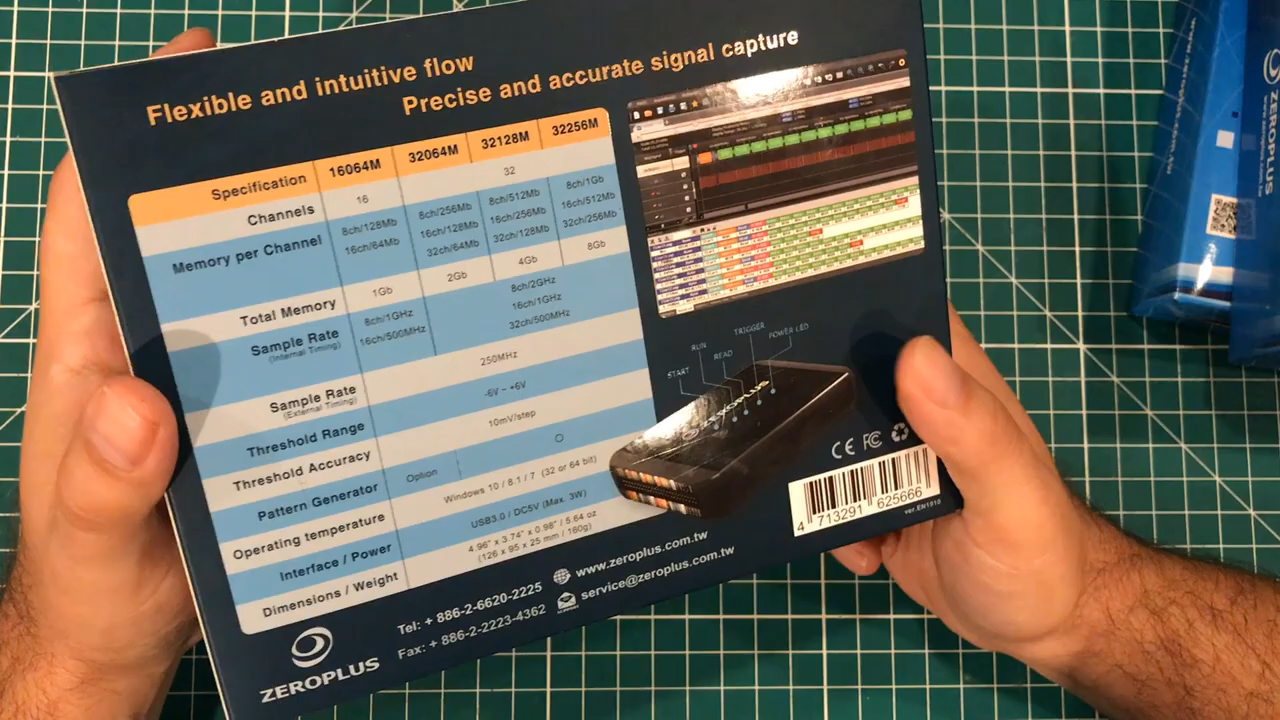 Flexible and intuitive flow
Precise and accurate signal capture
Specification 16064M 32064M 32128M 32256M
Channels 16 32
Memory per Channel 8ch/128Mb 8ch/256Mb 8ch/512Mb 8ch/1Gb
16ch/64Mb 16ch/128Mb 16ch/256Mb 16ch/512Mb
32ch/64Mb 32ch/128Mb 32ch/256Mb
Total Memory 1Gb 2Gb 4Gb 8Gb
Sample Rate 8ch/1GHz 8ch/2GHz
(Internal Timing) 16ch/500MHz 16ch/1GHz
32ch/500MHz
Sample Rate 250MHz
(External Timing)
Threshold Range -6V ~ +6V
Threshold Accuracy 10mV/step
Pattern Generator Option O
Operating temperature Windows 10 / 8.1 / 7 (32 or 64 bit)
Interface / Power USB3.0 / DC5V (Max. 3W)
Dimensions / Weight 4.96" x 3.74" x 0.98" / 5.64 oz
(126 x 95 x 25 mm / 160g)
START
RUN
READ
TRIGGER
POWER LED
ZEROPLUS
CE FC
4 713291 625666
ver.EN1910
ZEROPLUS
Tel: + 886-2-6620-2225
Fax: + 886-2-2223-4362
www.zeroplus.com.tw
SUPPORT service@zeroplus.com.tw
ZEROPLUS